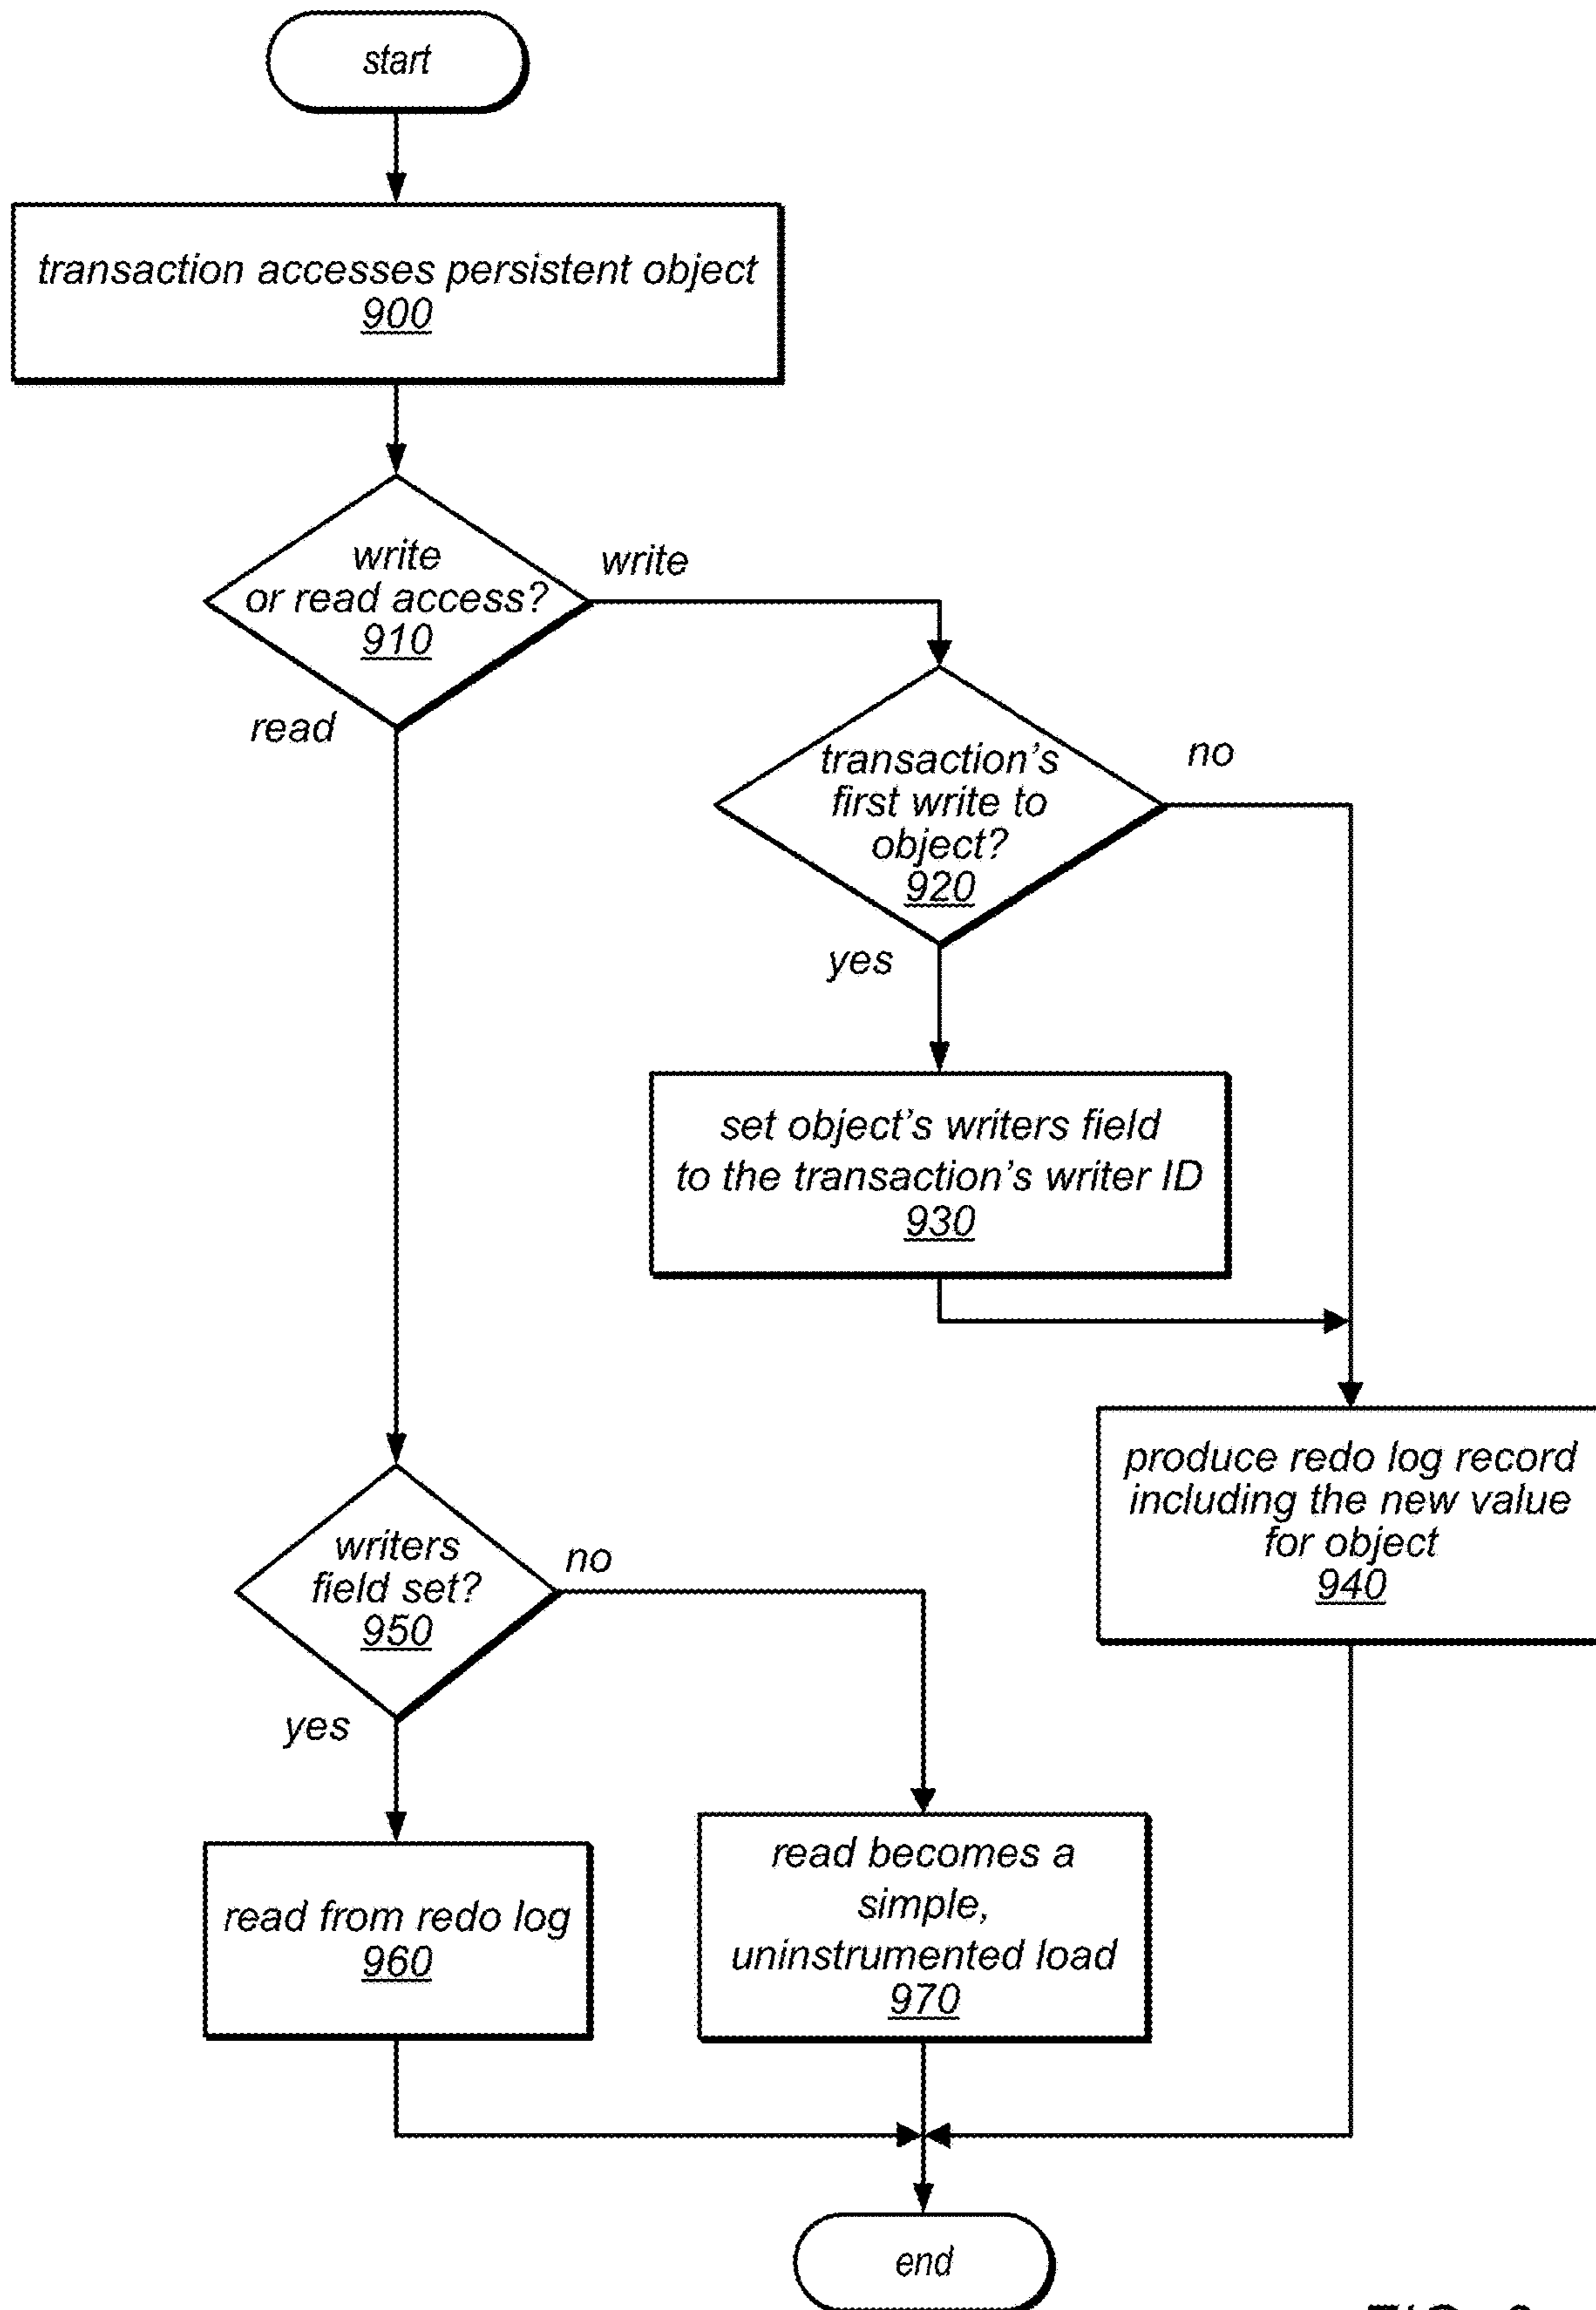 start
transaction accesses persistent object
900
write
or read access?
910
write
read
transaction's
first write to
object?
920
no
yes
set object's writers field
to the transaction's writer ID
930
produce redo log record
including the new value
for object
940
writers
field set?
950
no
yes
read from redo log
960
read becomes a
simple,
uninstrumented load
970
end